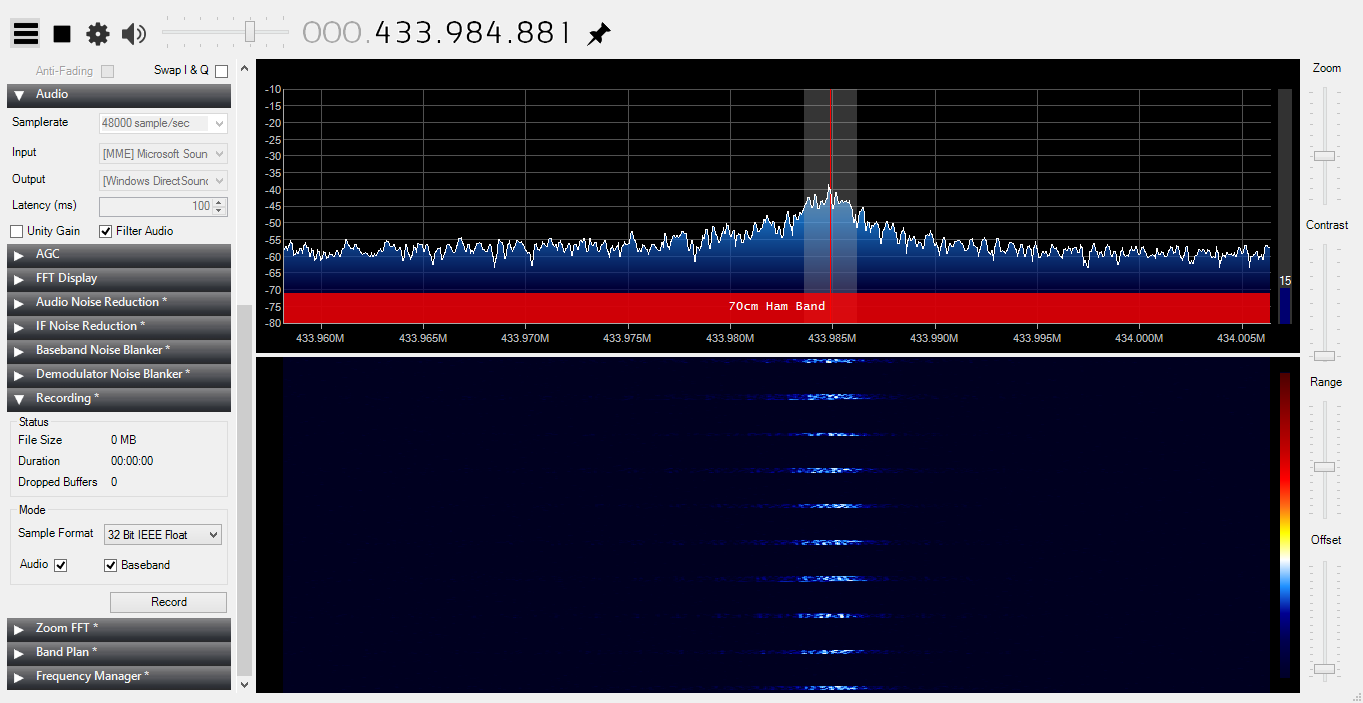 000.433.984.881
Anti-Fading
Swap I & Q
Audio
Samplerate
48000 sample/sec
Input
[MME] Microsoft Soun
Output
[Windows DirectSound
Latency (ms)
100
Unity Gain
Filter Audio
AGC
FFT Display
Audio Noise Reduction *
IF Noise Reduction *
Baseband Noise Blanker *
Demodulator Noise Blanker *
Recording *
Status
File Size 0 MB
Duration 00:00:00
Dropped Buffers 0
Mode
Sample Format 32 Bit IEEE Float
Audio
Baseband
Record
Zoom FFT *
Band Plan *
Frequency Manager *
-10
-15
-20
-25
-30
-35
-40
-45
-50
-55
-60
-65
-70
-75
-80
70cm Ham Band
433.960M 433.965M 433.970M 433.975M 433.980M 433.985M 433.990M 433.995M 434.000M 434.005M
15
Zoom
Contrast
Range
Offset